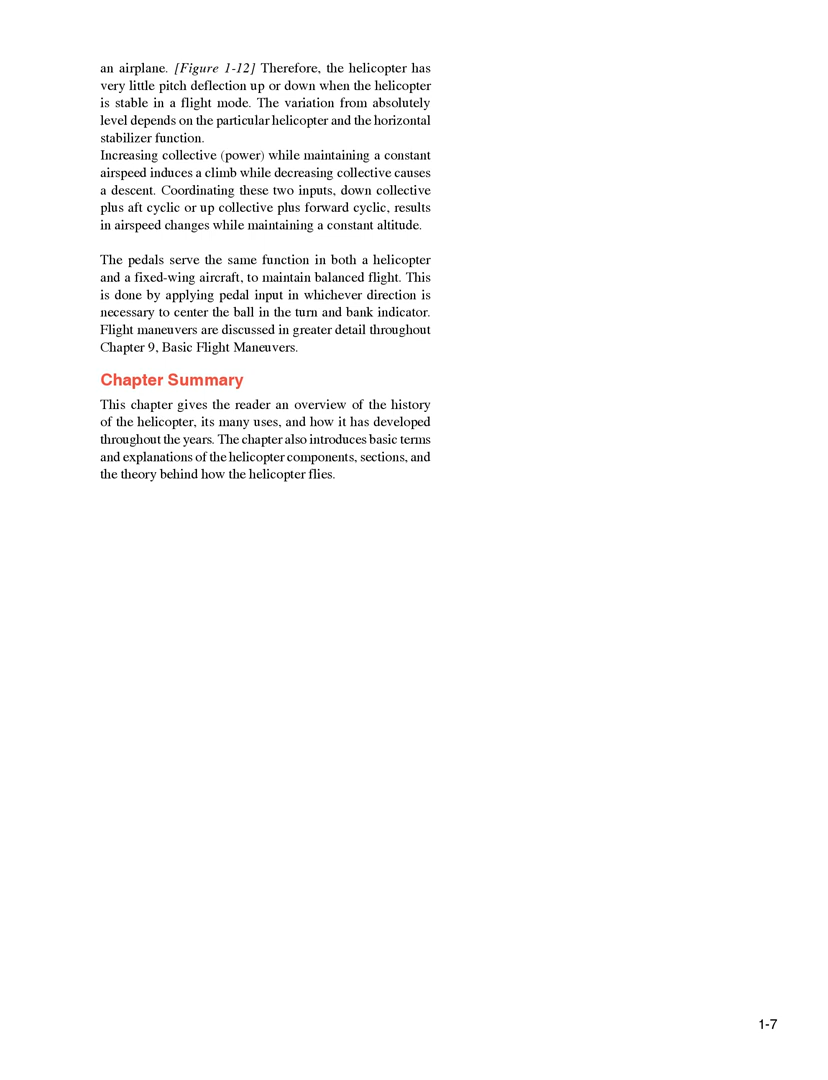 an airplane. [Figure 1-12] Therefore, the helicopter has
very little pitch deflection up or down when the helicopter
is stable in a flight mode. The variation from absolutely
level depends on the particular helicopter and the horizontal
stabilizer function.
Increasing collective (power) while maintaining a constant
airspeed induces a climb while decreasing collective causes
a descent. Coordinating these two inputs, down collective
plus aft cyclic or up collective plus forward cyclic, results
in airspeed changes while maintaining a constant altitude.
The pedals serve the same function in both a helicopter
and a fixed-wing aircraft, to maintain balanced flight. This
is done by applying pedal input in whichever direction is
necessary to center the ball in the turn and bank indicator.
Flight maneuvers are discussed in greater detail throughout
Chapter 9, Basic Flight Maneuvers.
Chapter Summary
This chapter gives the reader an overview of the history
of the helicopter, its many uses, and how it has developed
throughout the years. The chapter also introduces basic terms
and explanations of the helicopter components, sections, and
the theory behind how the helicopter flies.
1-7